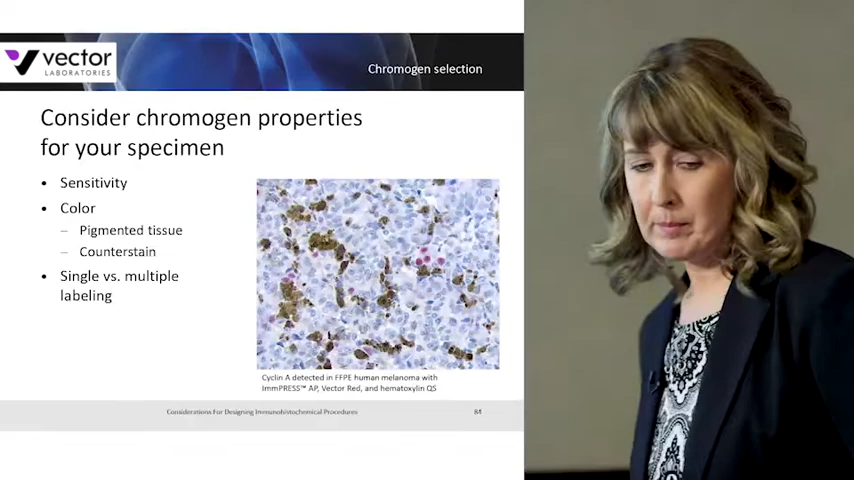 vector
LABORATORIES
Chromogen selection
Consider chromogen properties
for your specimen
• Sensitivity
• Color
– Pigmented tissue
– Counterstain
• Single vs. multiple
labeling
Cyclin A detected in FFPE human melanoma with
ImmPRESS™ AP, Vector Red, and hematoxylin QS
Considerations For Designing Immunohistochemical Procedures
84